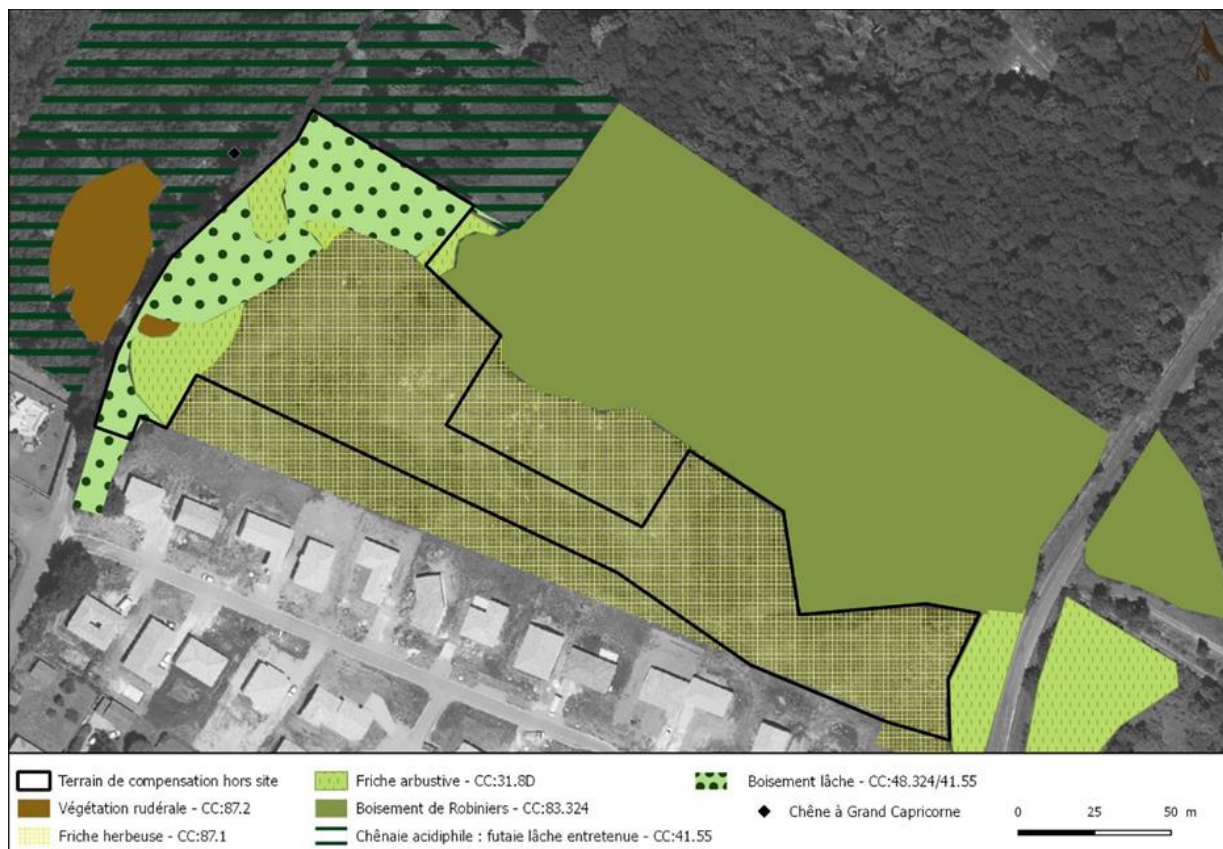 N
Terrain de compensation hors site
Végétation rudérale - CC:87.2
Friche herbeuse - CC:87.1
Friche arbustive - CC:31.8D
Boisement de Robiniers - CC:83.324
Chênaie acidiphile : futaie lâche entretenue - CC:41.55
Boisement lâche - CC:48.324/41.55
Chêne à Grand Capricorne
0 25 50 m